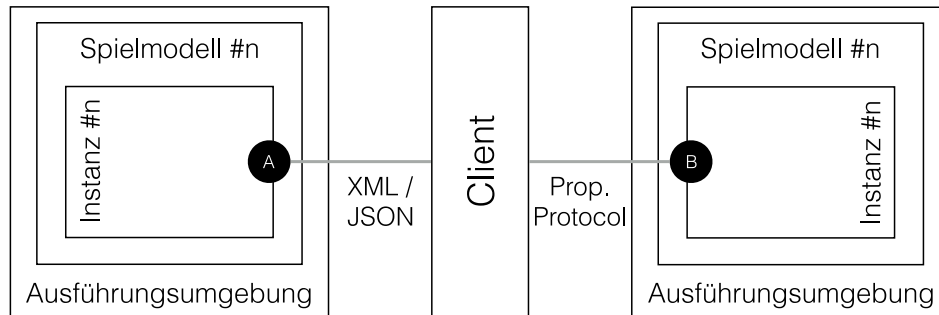 Spielmodell #n
Instanz #n
A
Ausführungsumgebung
XML /
JSON
Client
Prop.
Protocol
Spielmodell #n
B
Instanz #n
Ausführungsumgebung